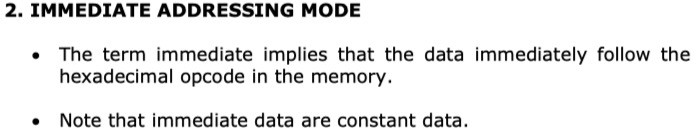 2. IMMEDIATE ADDRESSING MODE
• The term immediate implies that the data immediately follow the
hexadecimal opcode in the memory.
• Note that immediate data are constant data.